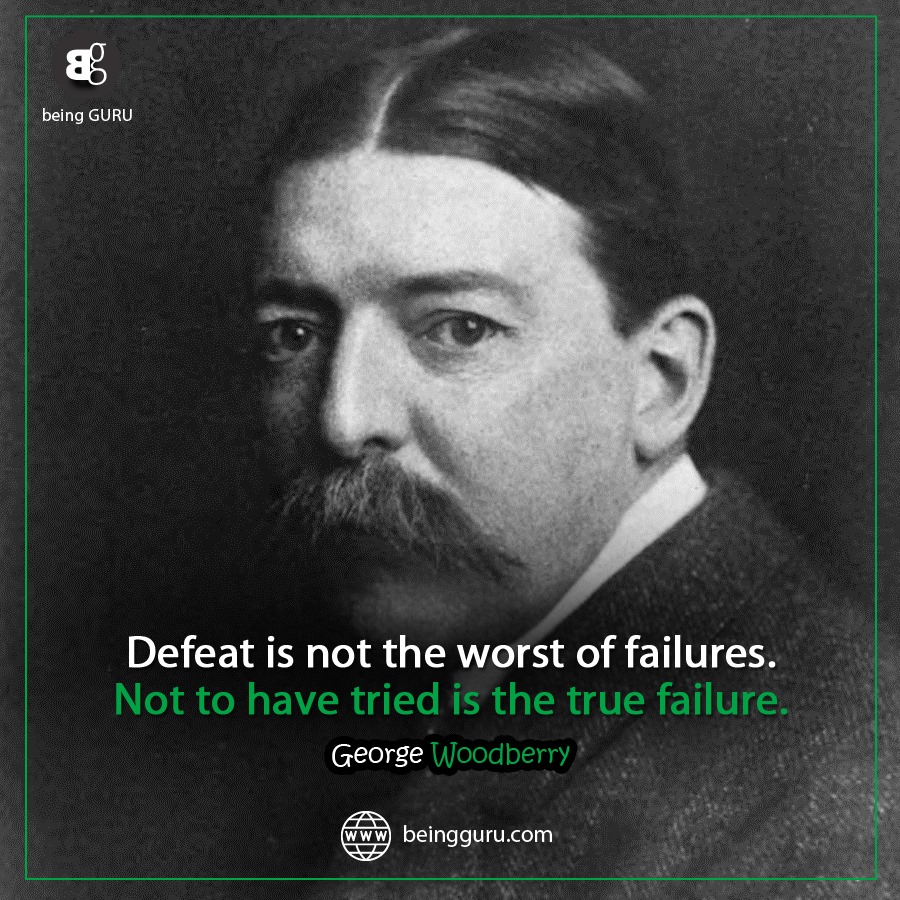 Bg
being GURU
Defeat is not the worst of failures.
Not to have tried is the true failure.
George Woodberry
www beingguru.com